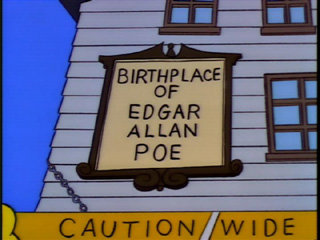 BIRTHPLACE
OF
EDGAR
ALLAN
POE
CAUTION/WIDE